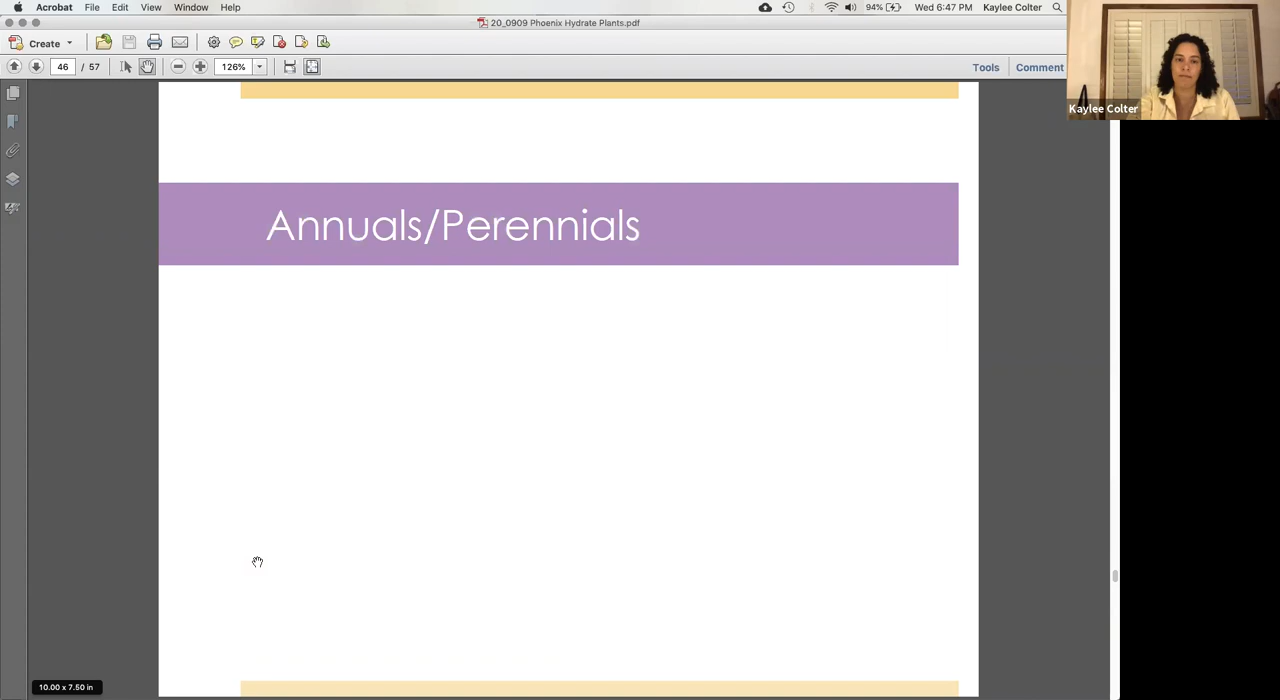 Acrobat File Edit View Window Help
94% Wed 6:47 PM Kaylee Colter
20_0909 Phoenix Hydrate Plants.pdf
Create
46 / 57 126% Tools Comment
Kaylee Colter
Annuals/Perennials
10.00 x 7.50 in